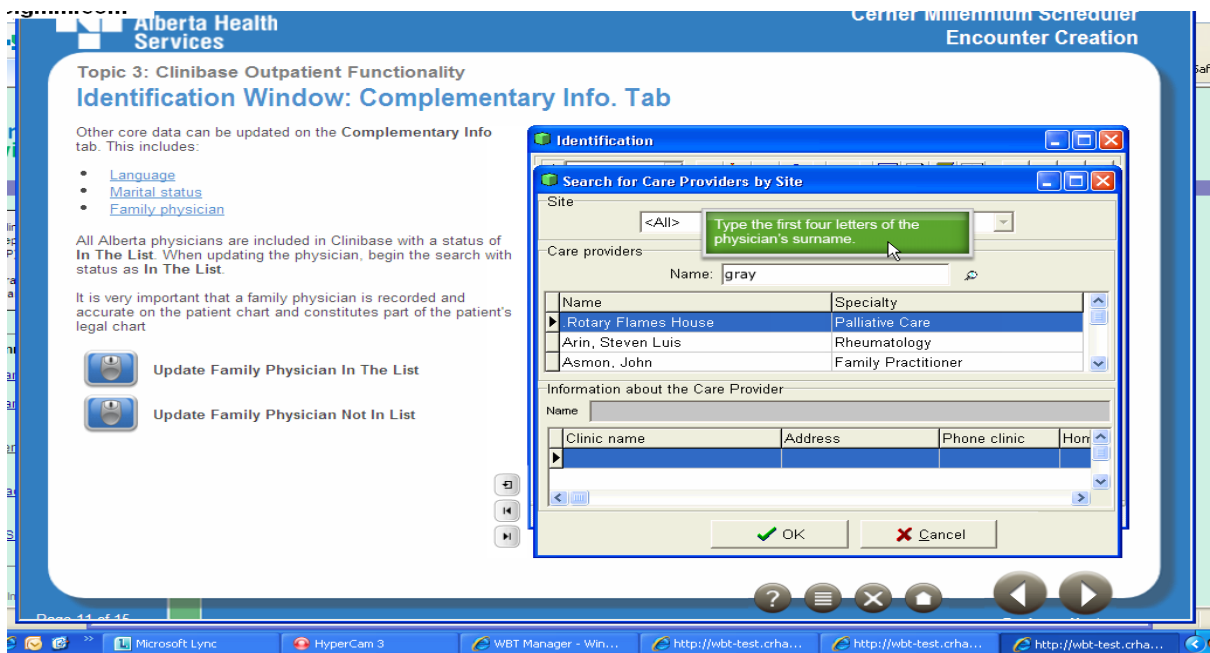 Alberta Health
Services
Cerner Millennium Scheduler
Encounter Creation
Topic 3: Clinibase Outpatient Functionality
Identification Window: Complementary Info. Tab
Other core data can be updated on the Complementary Info
tab. This includes:
Language
Marital status
Family physician
All Alberta physicians are included in Clinibase with a status of
In The List. When updating the physician, begin the search with
status as In The List.
It is very important that a family physician is recorded and
accurate on the patient chart and constitutes part of the patient's
legal chart
Update Family Physician In The List
Update Family Physician Not In List
Identification
Search for Care Providers by Site
Site
<All>
Type the first four letters of the
physician's surname.
Care providers
Name: gray
Name Specialty
.Rotary Flames House Palliative Care
Arin, Steven Luis Rheumatology
Asmon, John Family Practitioner
Information about the Care Provider
Name
Clinic name Address Phone clinic Hom
OK Cancel
Page 11 of 15
Microsoft Lync HyperCam 3 WBT Manager - Win... http://wbt-test.crha... http://wbt-test.crha... http://wbt-test.crha...